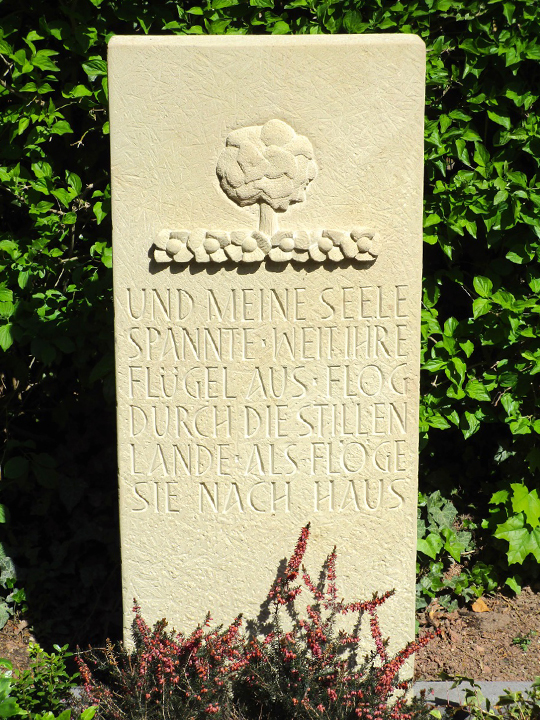 UND MEINE SEELE
SPANNTE · WEIT IHRE
FLÜGEL AUS · FLOG
DURCH DIE STILLEN
LANDE · ALS FLÖGE
SIE NACH HAUS